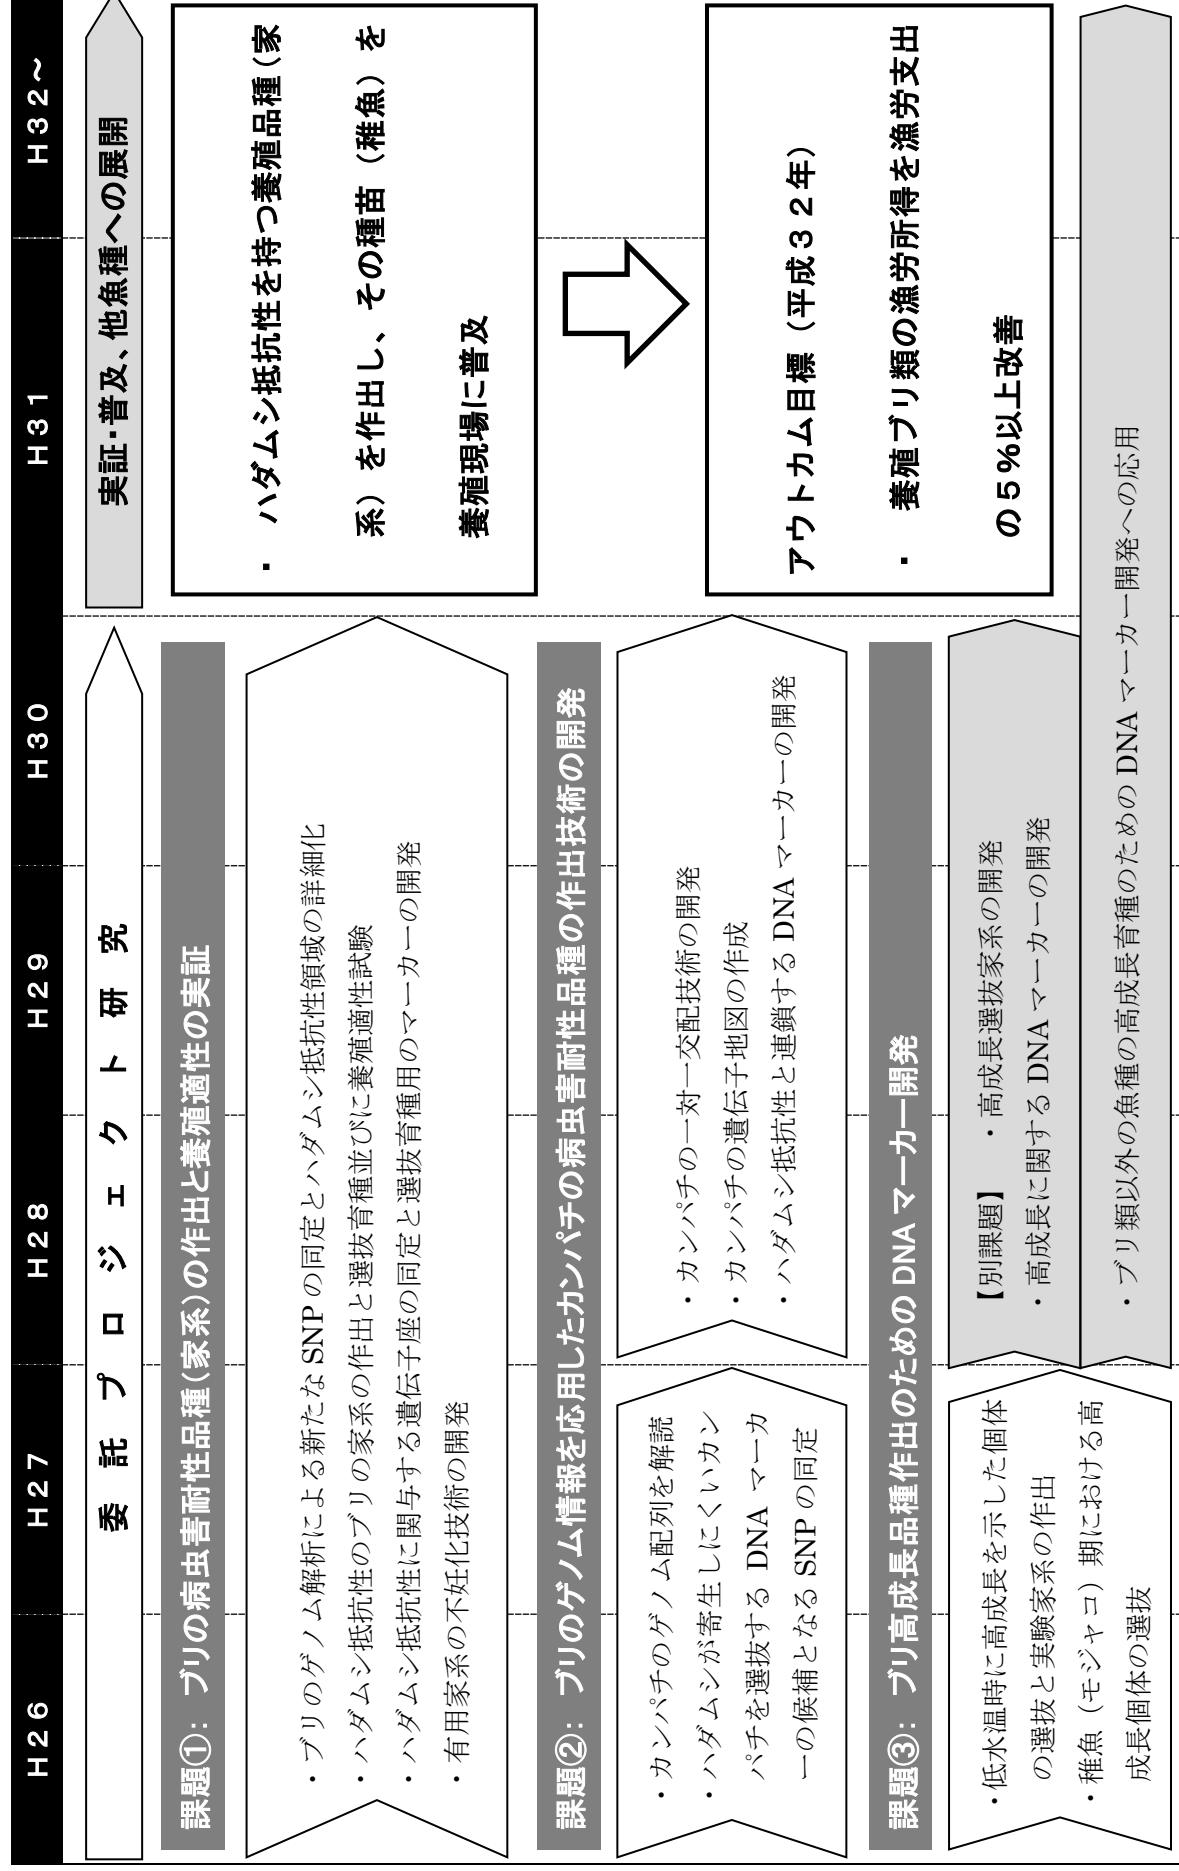 H26 H27 H28 H29 H30 H31 H32～
委託プロジェクト研究
実証・普及、他魚種への展開
課題①： ブリの病虫害耐性品種（家系）の作出と養殖適性の実証
・ブリのゲノム解析による新たな SNP の同定とハダムシ抵抗性領域の詳細化
・ハダムシ抵抗性のブリの家系の作出と選抜育種並びに養殖適性試験
・ハダムシ抵抗性に関与する遺伝子座の同定と選抜育種用のマーカーの開発
・有用家系の不妊化技術の開発
・ ハダムシ抵抗性を持つ養殖品種（家
系）を作出し、その種苗（稚魚）を
養殖現場に普及
課題②： ブリのゲノム情報を応用したカンパチの病虫害耐性品種の作出技術の開発
・カンパチのゲノム配列を解読
・ハダムシが寄生しにくいカン
パチを選抜する DNA マーカ
ーの候補となる SNP の同定
・カンパチの一対一交配技術の開発
・カンパチの遺伝子地図の作成
・ハダムシ抵抗性と連鎖する DNA マーカーの開発
アウトカム目標（平成３２年）
・ 養殖ブリ類の漁労所得を漁労支出
の５％以上改善
課題③： ブリ高成長品種作出のための DNA マーカー開発
・低水温時に高成長を示した個体
の選抜と実験家系の作出
・稚魚（モジャコ）期における高
成長個体の選抜
【別課題】 ・高成長選抜家系の開発
・高成長に関する DNA マーカーの開発
・ブリ類以外の魚種の高成長育種のための DNA マーカー開発への応用